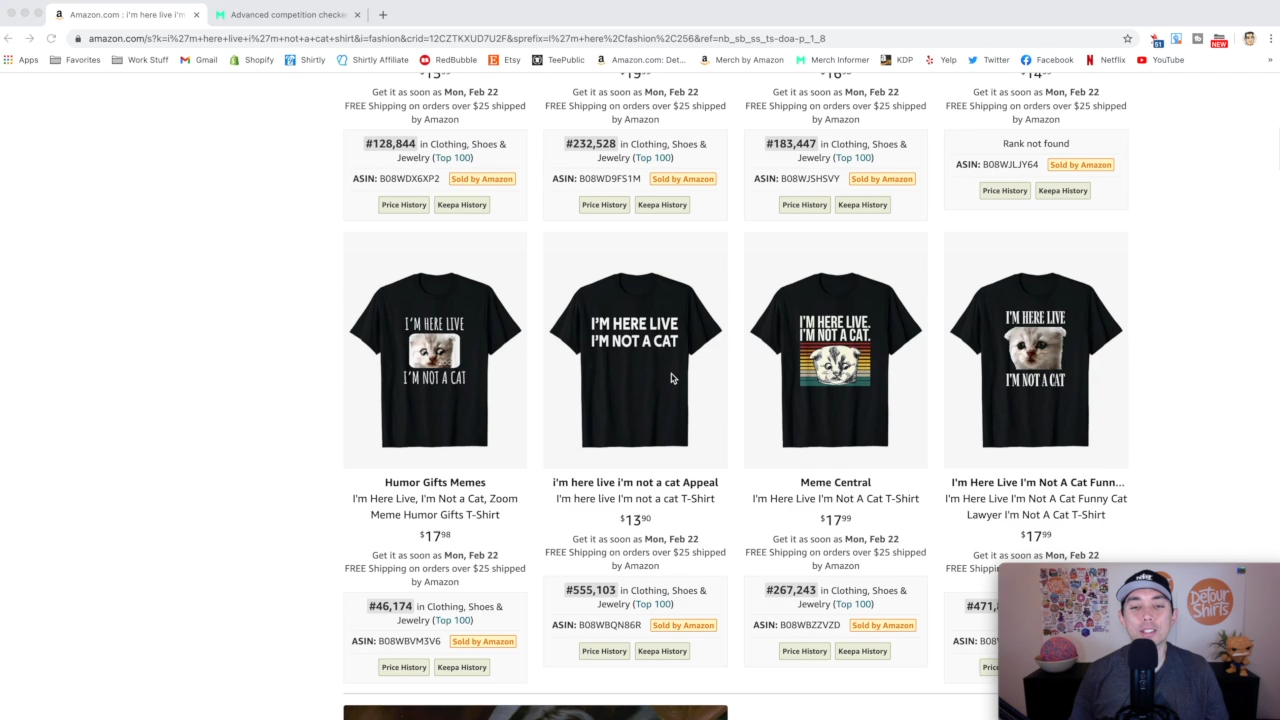 Amazon.com : i'm here live i'm
Advanced competition checke
amazon.com/s?k=i%27m+here+live+i%27m+not+a+cat+shirt&i=fashion&crid=12CZTKXUD7U2F&sprefix=I%27m+here%2Cfashion%2C256&ref=nb_sb_ss_ts-doa-p_1_8
61
NEW
Apps
Favorites
Work Stuff
Gmail
Shopify
Shirtly
Shirtly Affiliate
RedBubble
Etsy
TeePublic
Amazon.com: Det...
Merch by Amazon
Merch Informer
KDP
Yelp
Twitter
Facebook
Netflix
YouTube
»
Get it as soon as Mon, Feb 22
FREE Shipping on orders over $25 shipped
by Amazon
#128,844 in Clothing, Shoes &
Jewelry (Top 100)
ASIN: B08WDX6XP2 Sold by Amazon
Price History Keepa History
Get it as soon as Mon, Feb 22
FREE Shipping on orders over $25 shipped
by Amazon
#232,528 in Clothing, Shoes &
Jewelry (Top 100)
ASIN: B08WD9FS1M Sold by Amazon
Price History Keepa History
Get it as soon as Mon, Feb 22
FREE Shipping on orders over $25 shipped
by Amazon
#183,447 in Clothing, Shoes &
Jewelry (Top 100)
ASIN: B08WJSHSVY Sold by Amazon
Price History Keepa History
Get it as soon as Mon, Feb 22
FREE Shipping on orders over $25 shipped
by Amazon
Rank not found
ASIN: B08WJLJY64 Sold by Amazon
Price History Keepa History
I'M HERE LIVE
I'M NOT A CAT
Humor Gifts Memes
I'm Here Live, I'm Not a Cat, Zoom
Meme Humor Gifts T-Shirt
$17.98
Get it as soon as Mon, Feb 22
FREE Shipping on orders over $25 shipped
by Amazon
#46,174 in Clothing, Shoes &
Jewelry (Top 100)
ASIN: B08WBVM3V6 Sold by Amazon
Price History Keepa History
I'M HERE LIVE
I'M NOT A CAT
i'm here live i'm not a cat Appeal
I'm here live I'm not a cat T-Shirt
$13.90
Get it as soon as Mon, Feb 22
FREE Shipping on orders over $25 shipped
by Amazon
#555,103 in Clothing, Shoes &
Jewelry (Top 100)
ASIN: B08WBQN86R Sold by Amazon
Price History Keepa History
I'M HERE LIVE.
I'M NOT A CAT.
Meme Central
I'm Here Live I'm Not A Cat T-Shirt
$17.99
Get it as soon as Mon, Feb 22
FREE Shipping on orders over $25 shipped
by Amazon
#267,243 in Clothing, Shoes &
Jewelry (Top 100)
ASIN: B08WBZZVZD Sold by Amazon
Price History Keepa History
I'M HERE LIVE
I'M NOT A CAT
I'm Here Live I'm Not A Cat Funn...
I'm Here Live I'm Not A Cat Funny Cat
Lawyer I'm Not A Cat T-Shirt
$17.99
Get it as soon as Mon, Feb 22
FREE Shippi
#471,
ASIN: B08W
Pric
DETOUR
SHIRTS